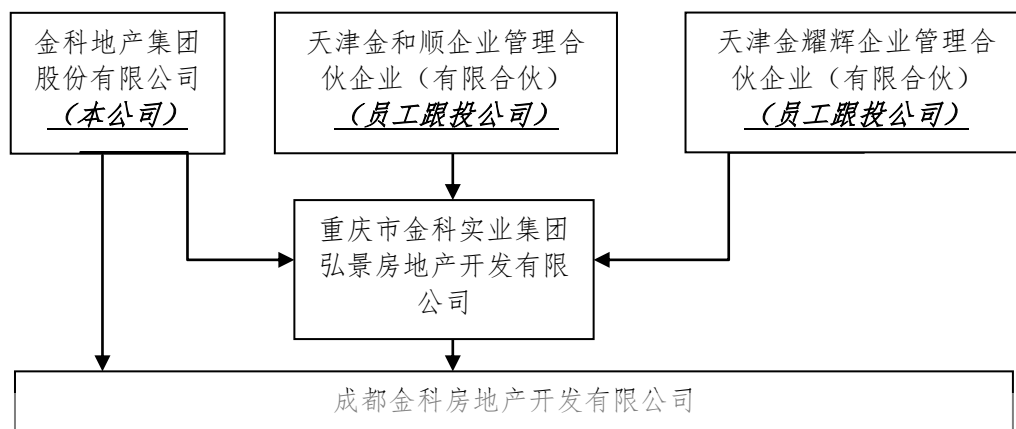 金科地产集团
股份有限公司
（本公司）
天津金和顺企业管理合
伙企业（有限合伙）
（员工跟投公司）
天津金耀辉企业管理合
伙企业（有限合伙）
（员工跟投公司）
重庆市金科实业集团
弘景房地产开发有限
公司
成都金科房地产开发有限公司